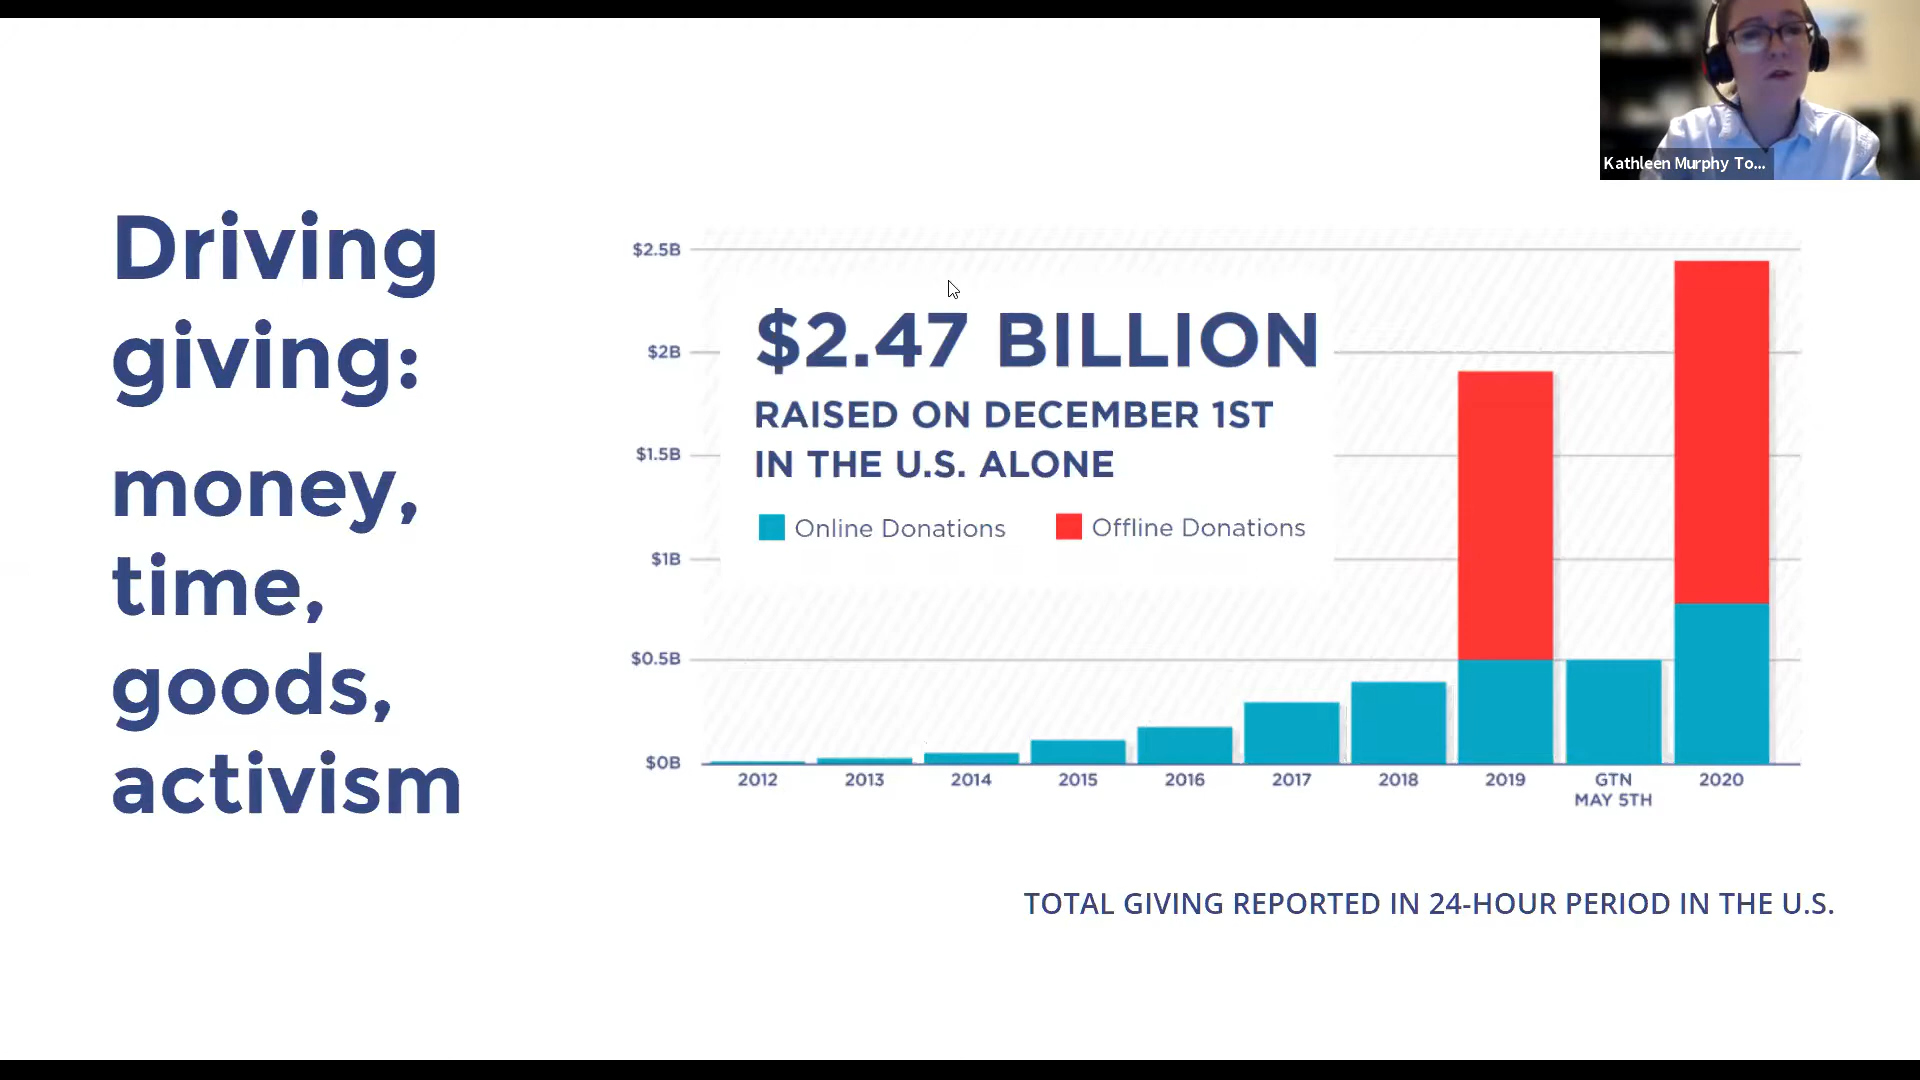 Kathleen Murphy To...
Driving
giving:
money,
time,
goods,
activism
$2.5B
$2B
$1.5B
$1B
$0.5B
$0B
$2.47 BILLION
RAISED ON DECEMBER 1ST
IN THE U.S. ALONE
Online Donations
Offline Donations
2012
2013
2014
2015
2016
2017
2018
2019
GTN
MAY 5TH
2020
TOTAL GIVING REPORTED IN 24-HOUR PERIOD IN THE U.S.